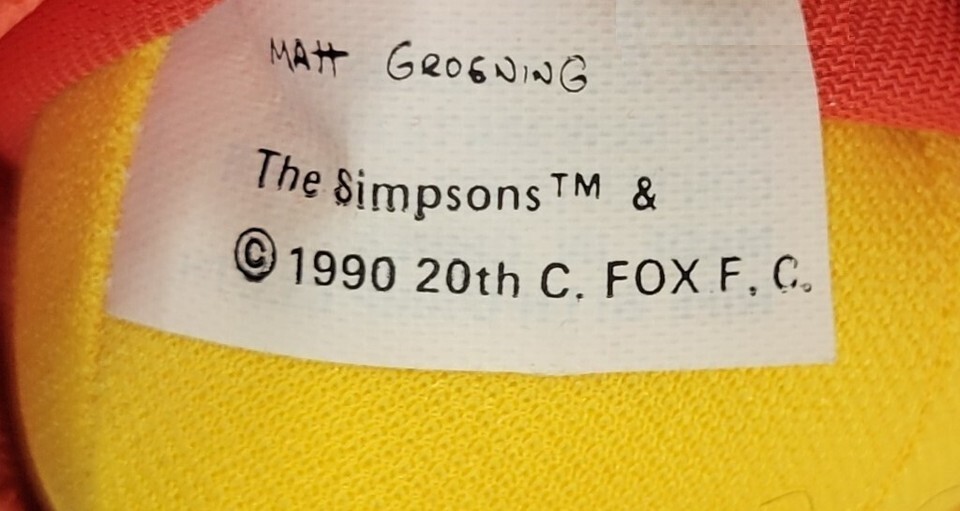 MATT GROENING
The Simpsons™ &
© 1990 20th C. FOX F. C.